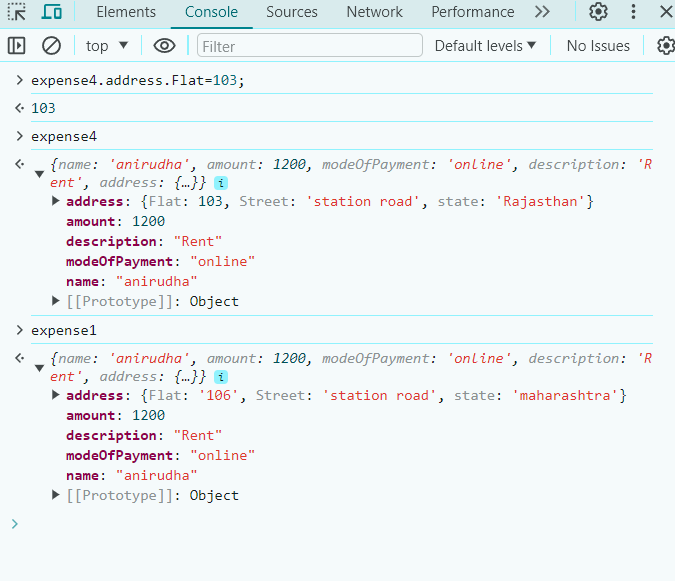 Elements Console Sources Network Performance
top ▼ Filter Default levels ▼ No Issues
> expense4.address.Flat=103;
<· 103
> expense4
<· ▼ {name: 'anirudha', amount: 1200, modeOfPayment: 'online', description: 'R
ent', address: {…}} i
▶ address: {Flat: 103, Street: 'station road', state: 'Rajasthan'}
amount: 1200
description: "Rent"
modeOfPayment: "online"
name: "anirudha"
▶ [[Prototype]]: Object
> expense1
<· ▼ {name: 'anirudha', amount: 1200, modeOfPayment: 'online', description: 'R
ent', address: {…}} i
▶ address: {Flat: '106', Street: 'station road', state: 'maharashtra'}
amount: 1200
description: "Rent"
modeOfPayment: "online"
name: "anirudha"
▶ [[Prototype]]: Object
>